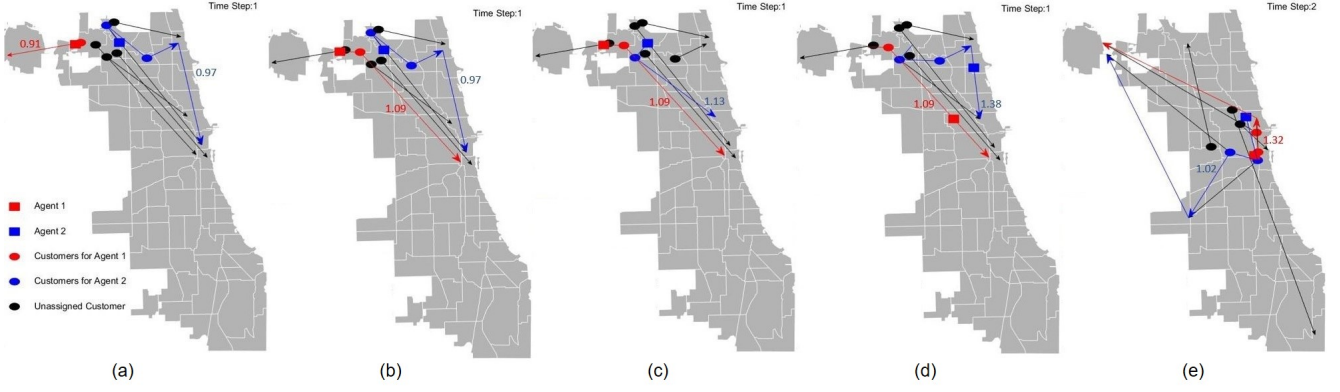 Time Step:1
0.91
0.97
Agent 1
Agent 2
Customers for Agent 1
Customers for Agent 2
Unassigned Customer
(a)
Time Step:1
0.97
1.09
(b)
Time Step:1
1.09
1.13
(c)
Time Step:1
1.09
1.38
(d)
Time Step:2
1.32
1.02
(e)